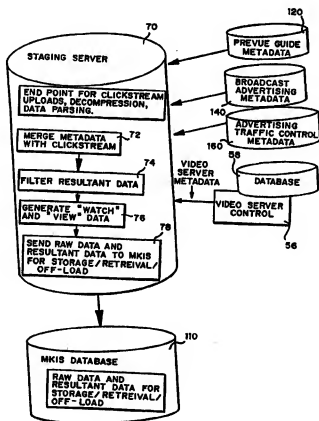 70
120
STAGING SERVER
PREVUE GUIDE
METADATA
END POINT FOR CLICKSTREAM
UPLOADS, DECOMPRESSION,
DATA PARSING.
BROADCAST
ADVERTISING
METADATA
140
MERGE METADATA
WITH CLICKSTREAM
72
ADVERTISING
TRAFFIC CONTROL
METADATA
160
74
FILTER RESULTANT DATA
VIDEO
SERVER
METADATA
58
DATABASE
GENERATE "WATCH"
AND "VIEW" DATA
76
VIDEO SERVER
CONTROL
56
78
SEND RAW DATA AND
RESULTANT DATA TO MKIS
FOR STORAGE/RETREIVAL/
OFF-LOAD
110
MKIS DATABASE
RAW DATA AND
RESULTANT DATA FOR
STORAGE/RETREIVAL/
OFF-LOAD